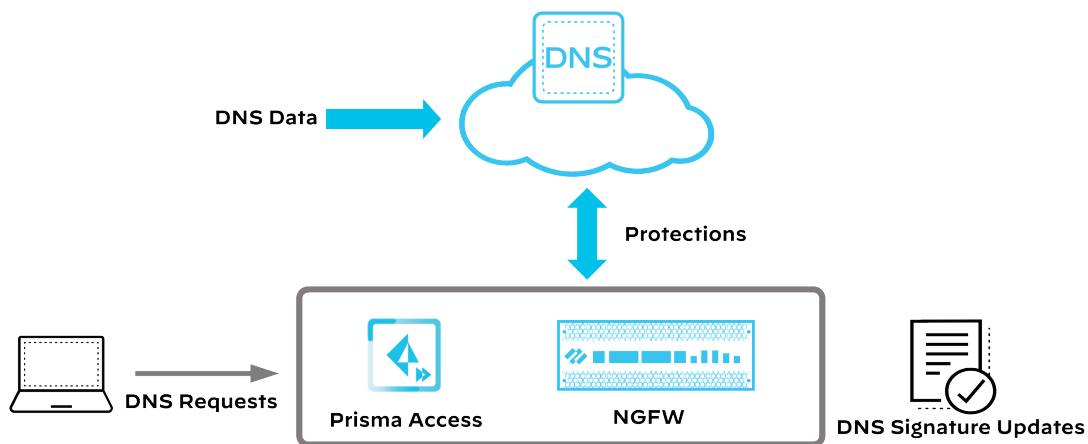 DNS
DNS Data
Protections
DNS Requests
Prisma Access
NGFW
DNS Signature Updates